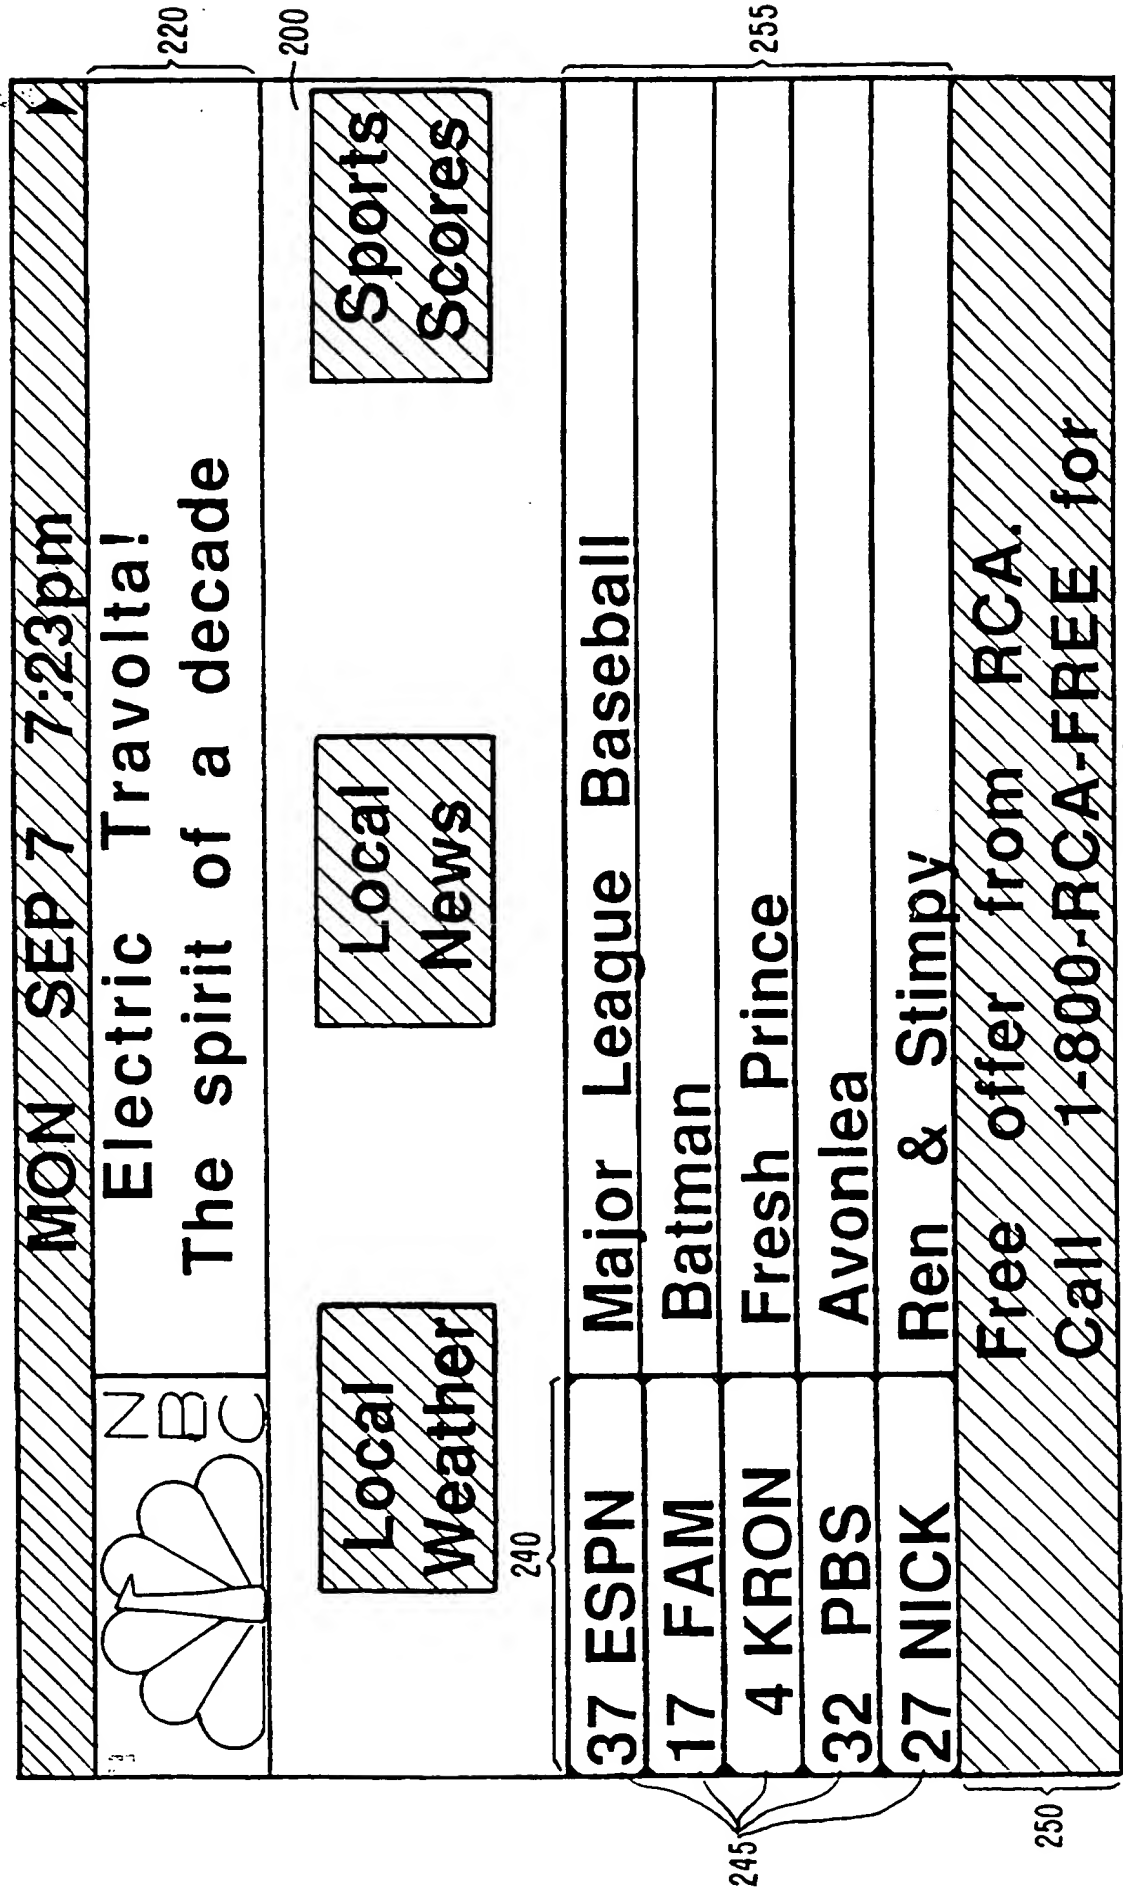 MON SEP 7 7:23pm
NBC
Electric Travolta!
The spirit of a decade
220
200
Local
Weather
Local
News
Sports
Scores
240
255
37 ESPN Major League Baseball
17 FAM Batman
4 KRON Fresh Prince
32 PBS Avonlea
27 NICK Ren & Stimpy
245
Free offer from RCA.
Call 1-800-RCA-FREE for
250